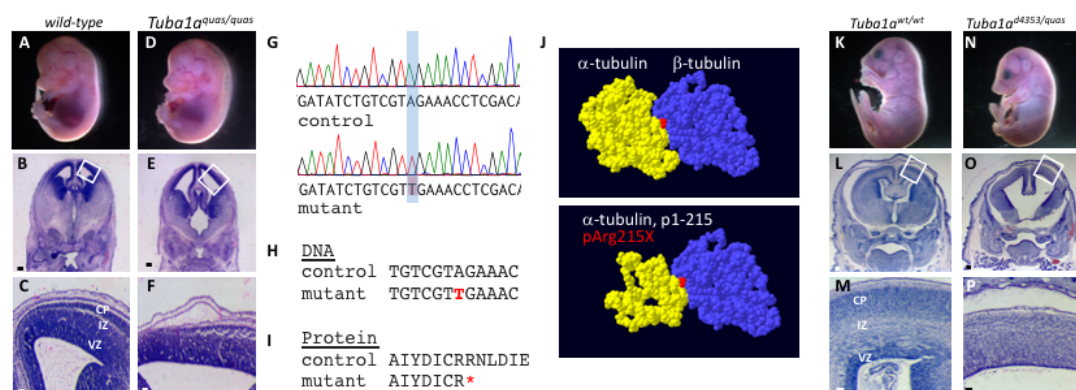 wild-type
Tuba1a^quas/quas
A
D
B
E
C
F
CP
IZ
VZ
G
GATATCTGTCGTAGAAACCTCGACA
control
GATATCTGTCGTTGAAACCTCGACA
mutant
H DNA
control TGTCGTAGAAAC
mutant TGTCGTTGAAAC
I Protein
control AIYDICRRNLDIE
mutant AIYDICR*
J
α-tubulin β-tubulin
α-tubulin, p1-215
pArg215X
Tuba1a^wt/wt
Tuba1a^d4353/quas
K
N
L
O
M
P
CP
IZ
VZ